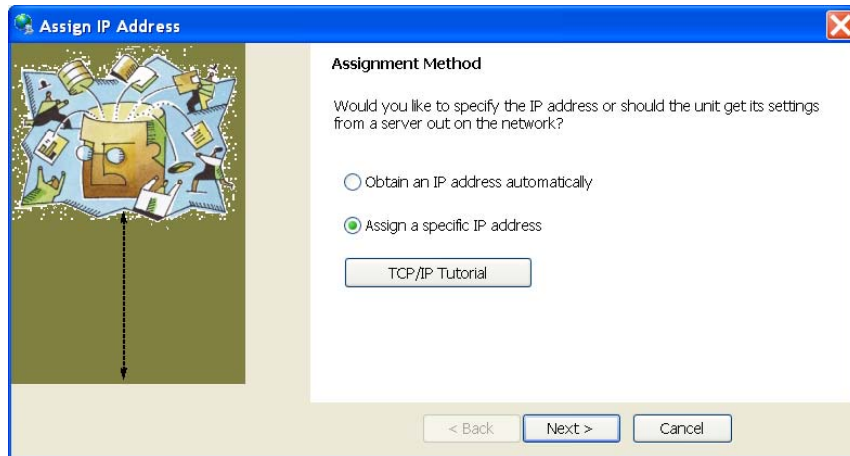 Assign IP Address
Assignment Method
Would you like to specify the IP address or should the unit get its settings
from a server out on the network?
Obtain an IP address automatically
Assign a specific IP address
TCP/IP Tutorial
< Back
Next >
Cancel